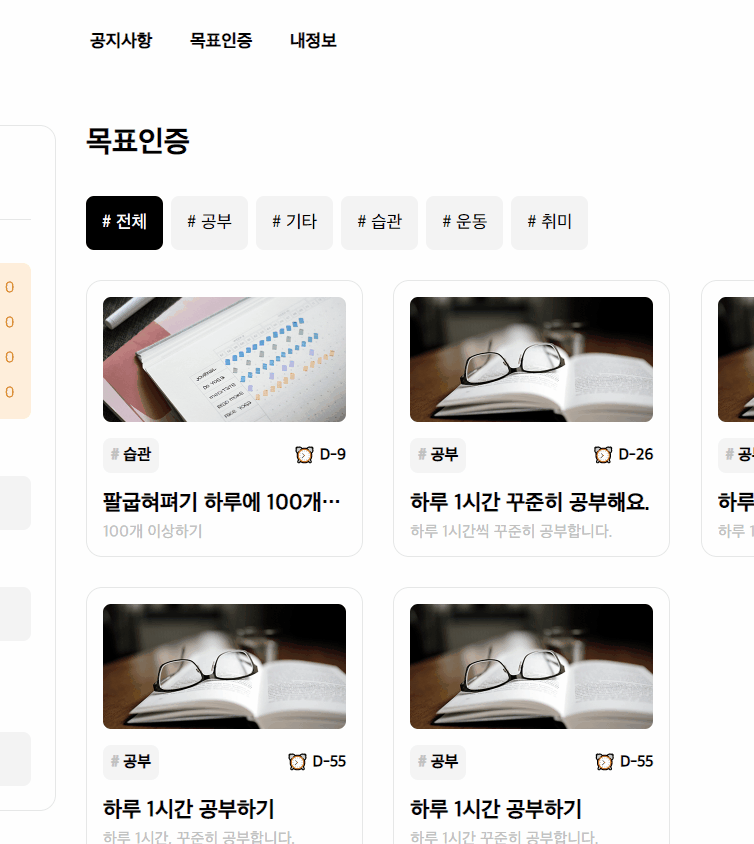 공지사항 목표인증 내정보
목표인증
# 전체 # 공부 # 기타 # 습관 # 운동 # 취미
0
0
0
0
# 습관 ⏰ D-9
팔굽혀펴기 하루에 100개…
100개 이상하기
# 공부 ⏰ D-26
하루 1시간 꾸준히 공부해요.
하루 1시간씩 꾸준히 공부합니다.
# 공
하루
하루 1
# 공부 ⏰ D-55
하루 1시간 공부하기
하루 1시간, 꾸준히 공부합니다.
# 공부 ⏰ D-55
하루 1시간 공부하기
하루 1시간 꾸준히 공부합니다.